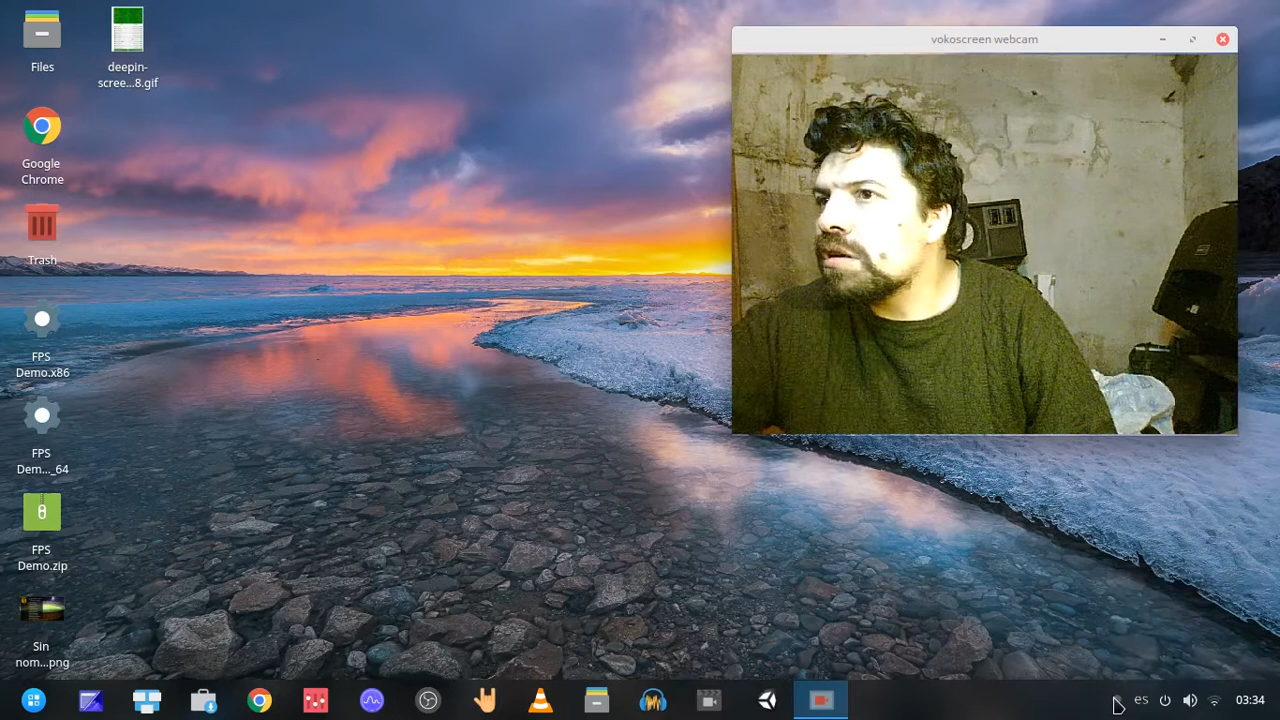 vokoscreen webcam
Files
deepin-
scree...8.gif
Google
Chrome
Trash
FPS
Demo.x86
FPS
Dem..._64
FPS
Demo.zip
Sin
nom...png
es
03:34